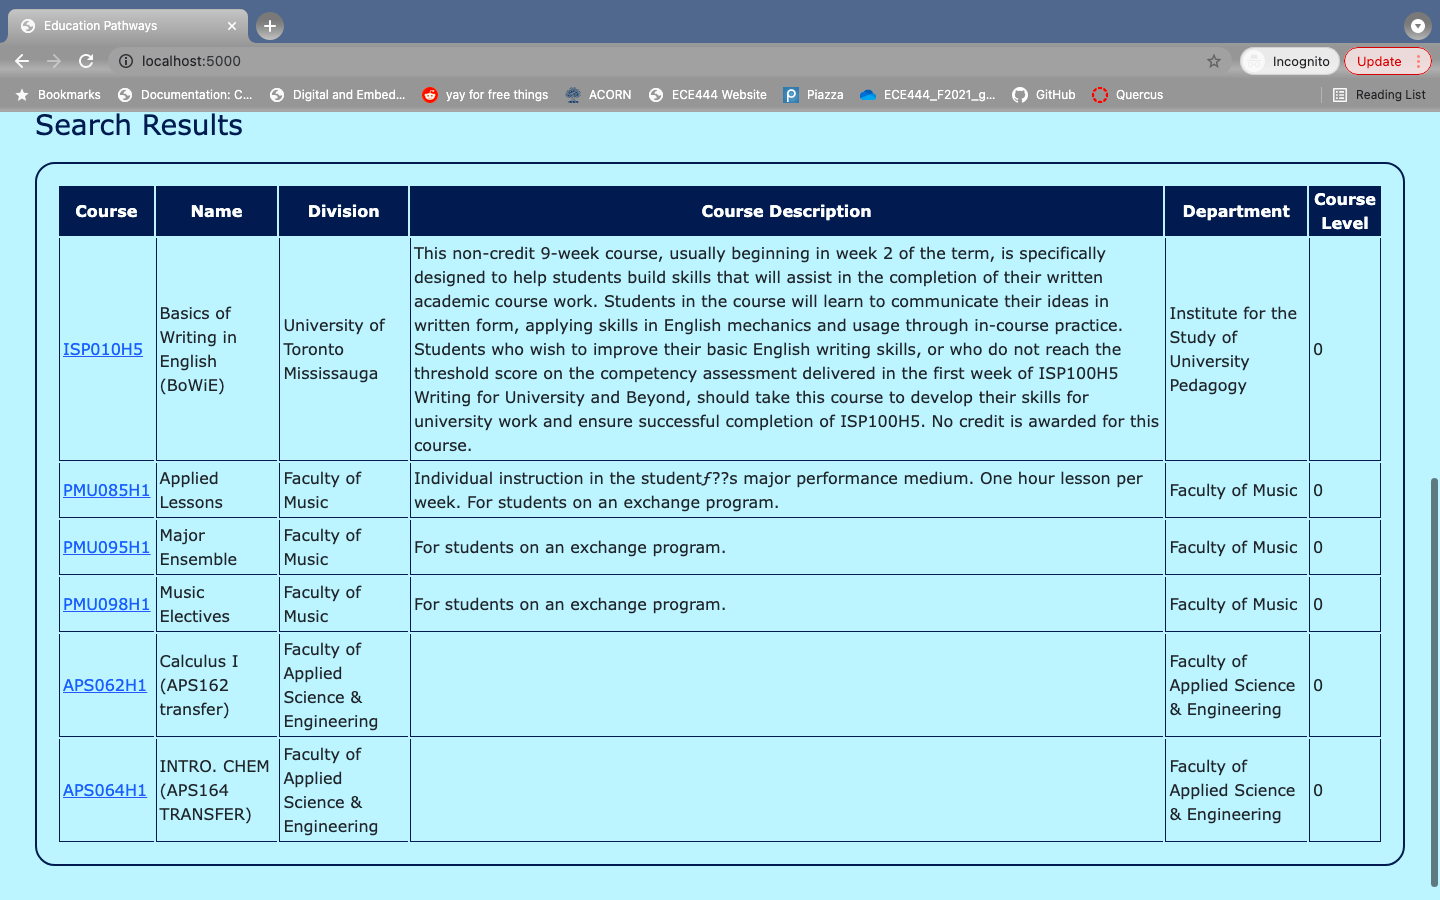 Education Pathways
localhost:5000
Incognito
Update
Bookmarks
Documentation: C...
Digital and Embed...
yay for free things
ACORN
ECE444 Website
Piazza
ECE444_F2021_g...
GitHub
Quercus
Reading List
Search Results
Course
Name
Division
Course Description
Department
Course
Level
ISP010H5
Basics of
Writing in
English
(BoWiE)
University of
Toronto
Mississauga
This non-credit 9-week course, usually beginning in week 2 of the term, is specifically
designed to help students build skills that will assist in the completion of their written
academic course work. Students in the course will learn to communicate their ideas in
written form, applying skills in English mechanics and usage through in-course practice.
Students who wish to improve their basic English writing skills, or who do not reach the
threshold score on the competency assessment delivered in the first week of ISP100H5
Writing for University and Beyond, should take this course to develop their skills for
university work and ensure successful completion of ISP100H5. No credit is awarded for this
course.
Institute for the
Study of
University
Pedagogy
0
PMU085H1
Applied
Lessons
Faculty of
Music
Individual instruction in the studentƒ??s major performance medium. One hour lesson per
week. For students on an exchange program.
Faculty of Music
0
PMU095H1
Major
Ensemble
Faculty of
Music
For students on an exchange program.
Faculty of Music
0
PMU098H1
Music
Electives
Faculty of
Music
For students on an exchange program.
Faculty of Music
0
APS062H1
Calculus I
(APS162
transfer)
Faculty of
Applied
Science &
Engineering
Faculty of
Applied Science
& Engineering
0
APS064H1
INTRO. CHEM
(APS164
TRANSFER)
Faculty of
Applied
Science &
Engineering
Faculty of
Applied Science
& Engineering
0